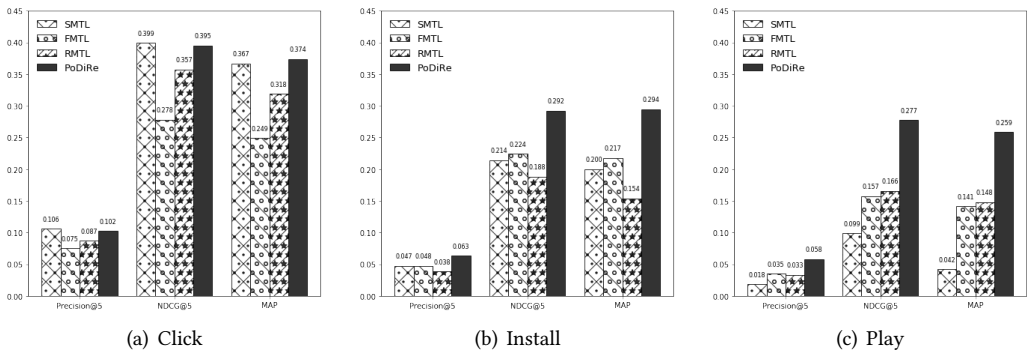 0.45
0.40
0.35
0.30
0.25
0.20
0.15
0.10
0.05
0.00
SMTL
FMTL
RMTL
PoDiRe
0.106
0.075
0.087
0.102
0.399
0.278
0.357
0.395
0.367
0.249
0.318
0.374
Precision@5
NDCG@5
MAP
(a) Click
0.45
0.40
0.35
0.30
0.25
0.20
0.15
0.10
0.05
0.00
SMTL
FMTL
RMTL
PoDiRe
0.047
0.048
0.038
0.063
0.214
0.224
0.188
0.292
0.200
0.217
0.154
0.294
Precision@5
NDCG@5
MAP
(b) Install
0.45
0.40
0.35
0.30
0.25
0.20
0.15
0.10
0.05
0.00
SMTL
FMTL
RMTL
PoDiRe
0.018
0.035
0.033
0.058
0.099
0.157
0.166
0.277
0.042
0.141
0.148
0.259
Precision@5
NDCG@5
MAP
(c) Play